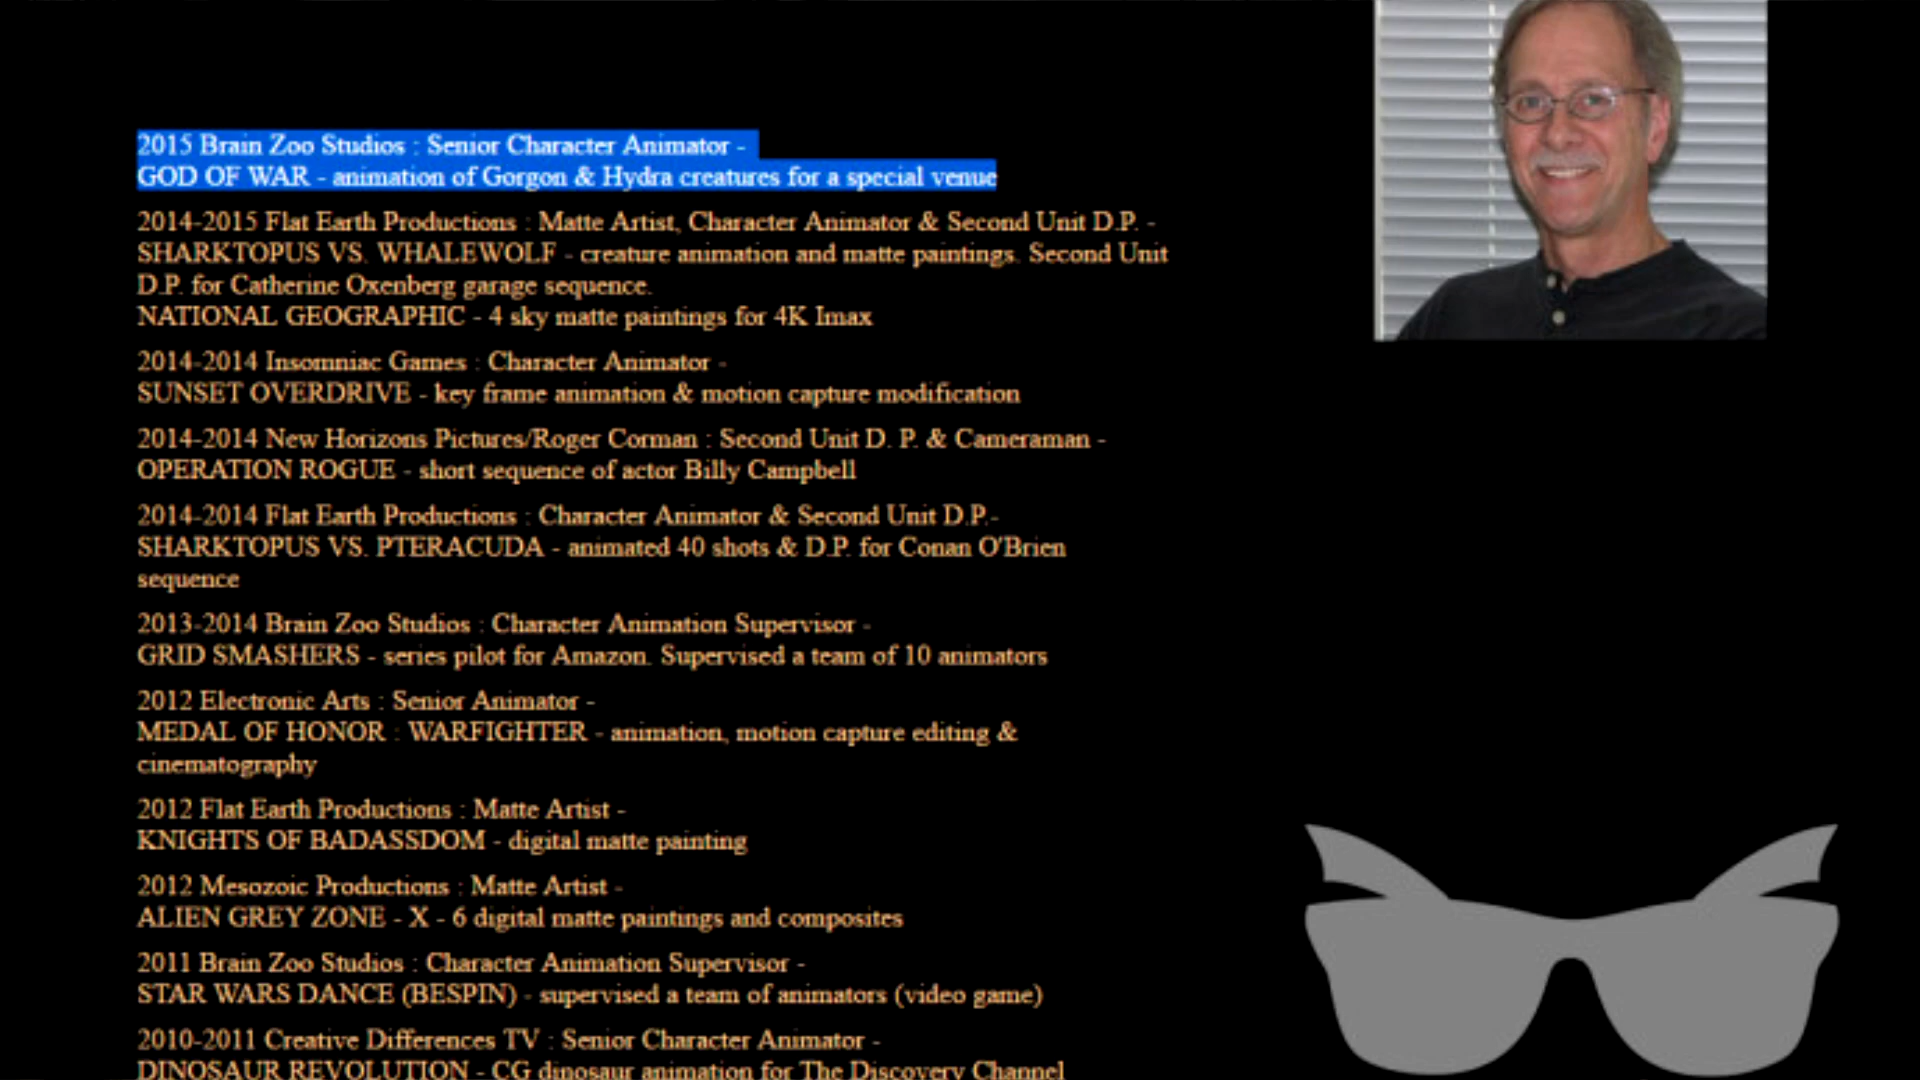 2015 Brain Zoo Studios : Senior Character Animator -
GOD OF WAR - animation of Gorgon & Hydra creatures for a special venue
2014-2015 Flat Earth Productions : Matte Artist, Character Animator & Second Unit D.P. -
SHARKTOPUS VS. WHALEWOLF - creature animation and matte paintings. Second Unit
D.P. for Catherine Oxenberg garage sequence.
NATIONAL GEOGRAPHIC - 4 sky matte paintings for 4K Imax
2014-2014 Insomniac Games : Character Animator -
SUNSET OVERDRIVE - key frame animation & motion capture modification
2014-2014 New Horizons Pictures/Roger Corman : Second Unit D. P. & Cameraman -
OPERATION ROGUE - short sequence of actor Billy Campbell
2014-2014 Flat Earth Productions : Character Animator & Second Unit D.P.-
SHARKTOPUS VS. PTERACUDA - animated 40 shots & D.P. for Conan O'Brien
sequence
2013-2014 Brain Zoo Studios : Character Animation Supervisor -
GRID SMASHERS - series pilot for Amazon. Supervised a team of 10 animators
2012 Electronic Arts : Senior Animator -
MEDAL OF HONOR : WARFIGHTER - animation, motion capture editing &
cinematography
2012 Flat Earth Productions : Matte Artist -
KNIGHTS OF BADASSDOM - digital matte painting
2012 Mesozoic Productions : Matte Artist -
ALIEN GREY ZONE - X - 6 digital matte paintings and composites
2011 Brain Zoo Studios : Character Animation Supervisor -
STAR WARS DANCE (BESPIN) - supervised a team of animators (video game)
2010-2011 Creative Differences TV : Senior Character Animator -
DINOSAUR REVOLUTION - CG dinosaur animation for The Discovery Channel